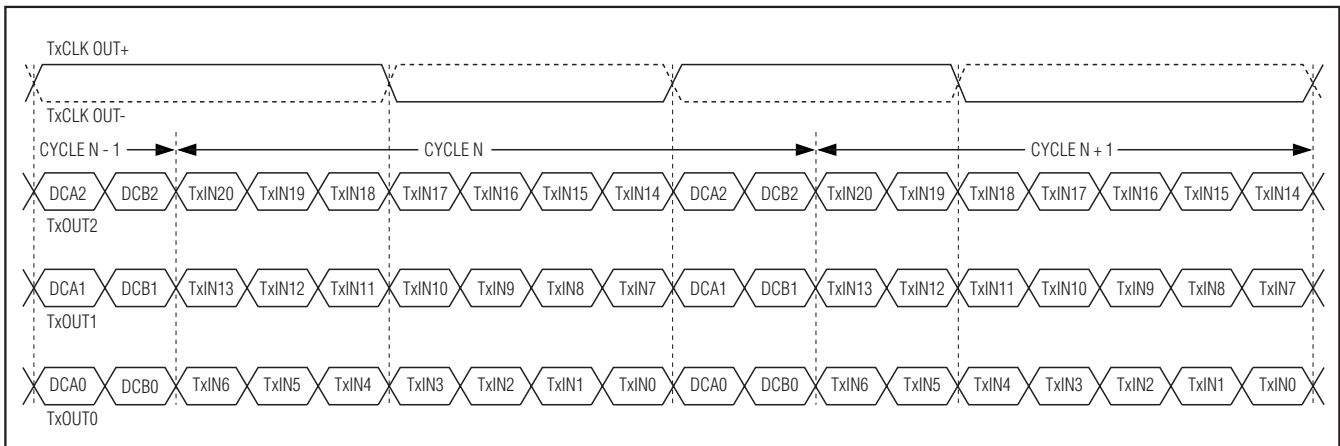 TxCLK OUT+
TxCLK OUT-
CYCLE N - 1
CYCLE N
CYCLE N + 1
DCA2 DCB2 TxIN20 TxIN19 TxIN18 TxIN17 TxIN16 TxIN15 TxIN14 DCA2 DCB2 TxIN20 TxIN19 TxIN18 TxIN17 TxIN16 TxIN15 TxIN14
TxOUT2
DCA1 DCB1 TxIN13 TxIN12 TxIN11 TxIN10 TxIN9 TxIN8 TxIN7 DCA1 DCB1 TxIN13 TxIN12 TxIN11 TxIN10 TxIN9 TxIN8 TxIN7
TxOUT1
DCA0 DCB0 TxIN6 TxIN5 TxIN4 TxIN3 TxIN2 TxIN1 TxIN0 DCA0 DCB0 TxIN6 TxIN5 TxIN4 TxIN3 TxIN2 TxIN1 TxIN0
TxOUT0